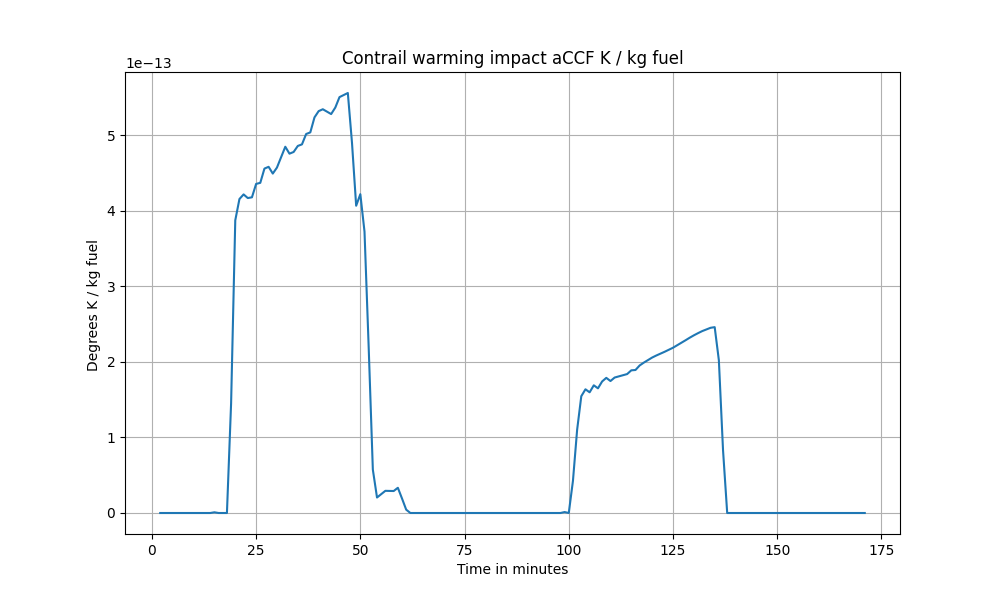 Contrail warming impact aCCF K / kg fuel
1e−13
5
4
3
2
1
0
Degrees K / kg fuel
0 25 50 75 100 125 150 175
Time in minutes